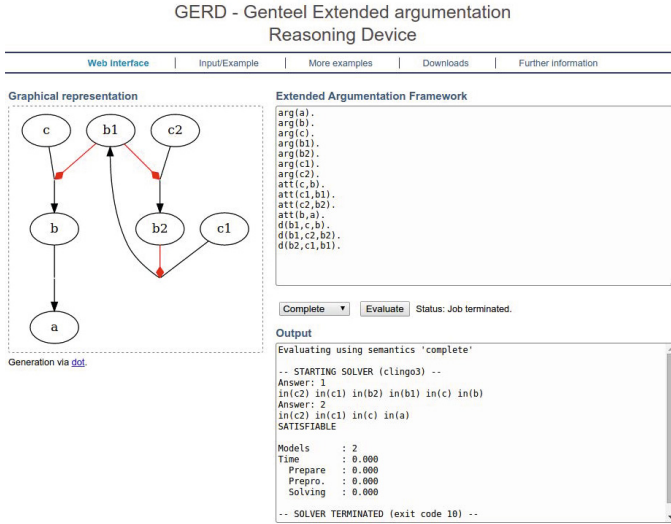 GERD - Genteel Extended argumentation
Reasoning Device
Web interface | Input/Example | More examples | Downloads | Further information
Graphical representation
c b1 c2
b b2 c1
a
Generation via dot.
Extended Argumentation Framework
arg(a).
arg(b).
arg(c).
arg(b1).
arg(b2).
arg(c1).
arg(c2).
att(c,b).
att(c1,b1).
att(c2,b2).
att(b,a).
d(b1,c,b).
d(b1,c2,b2).
d(b2,c1,b1).
Complete Evaluate Status: Job terminated.
Output
Evaluating using semantics 'complete'
-- STARTING SOLVER (clingo3) --
Answer: 1
in(c2) in(c1) in(b2) in(b1) in(c) in(b)
Answer: 2
in(c2) in(c1) in(c) in(a)
SATISFIABLE
Models : 2
Time : 0.000
Prepare : 0.000
Prepro. : 0.000
Solving : 0.000
-- SOLVER TERMINATED (exit code 10) --